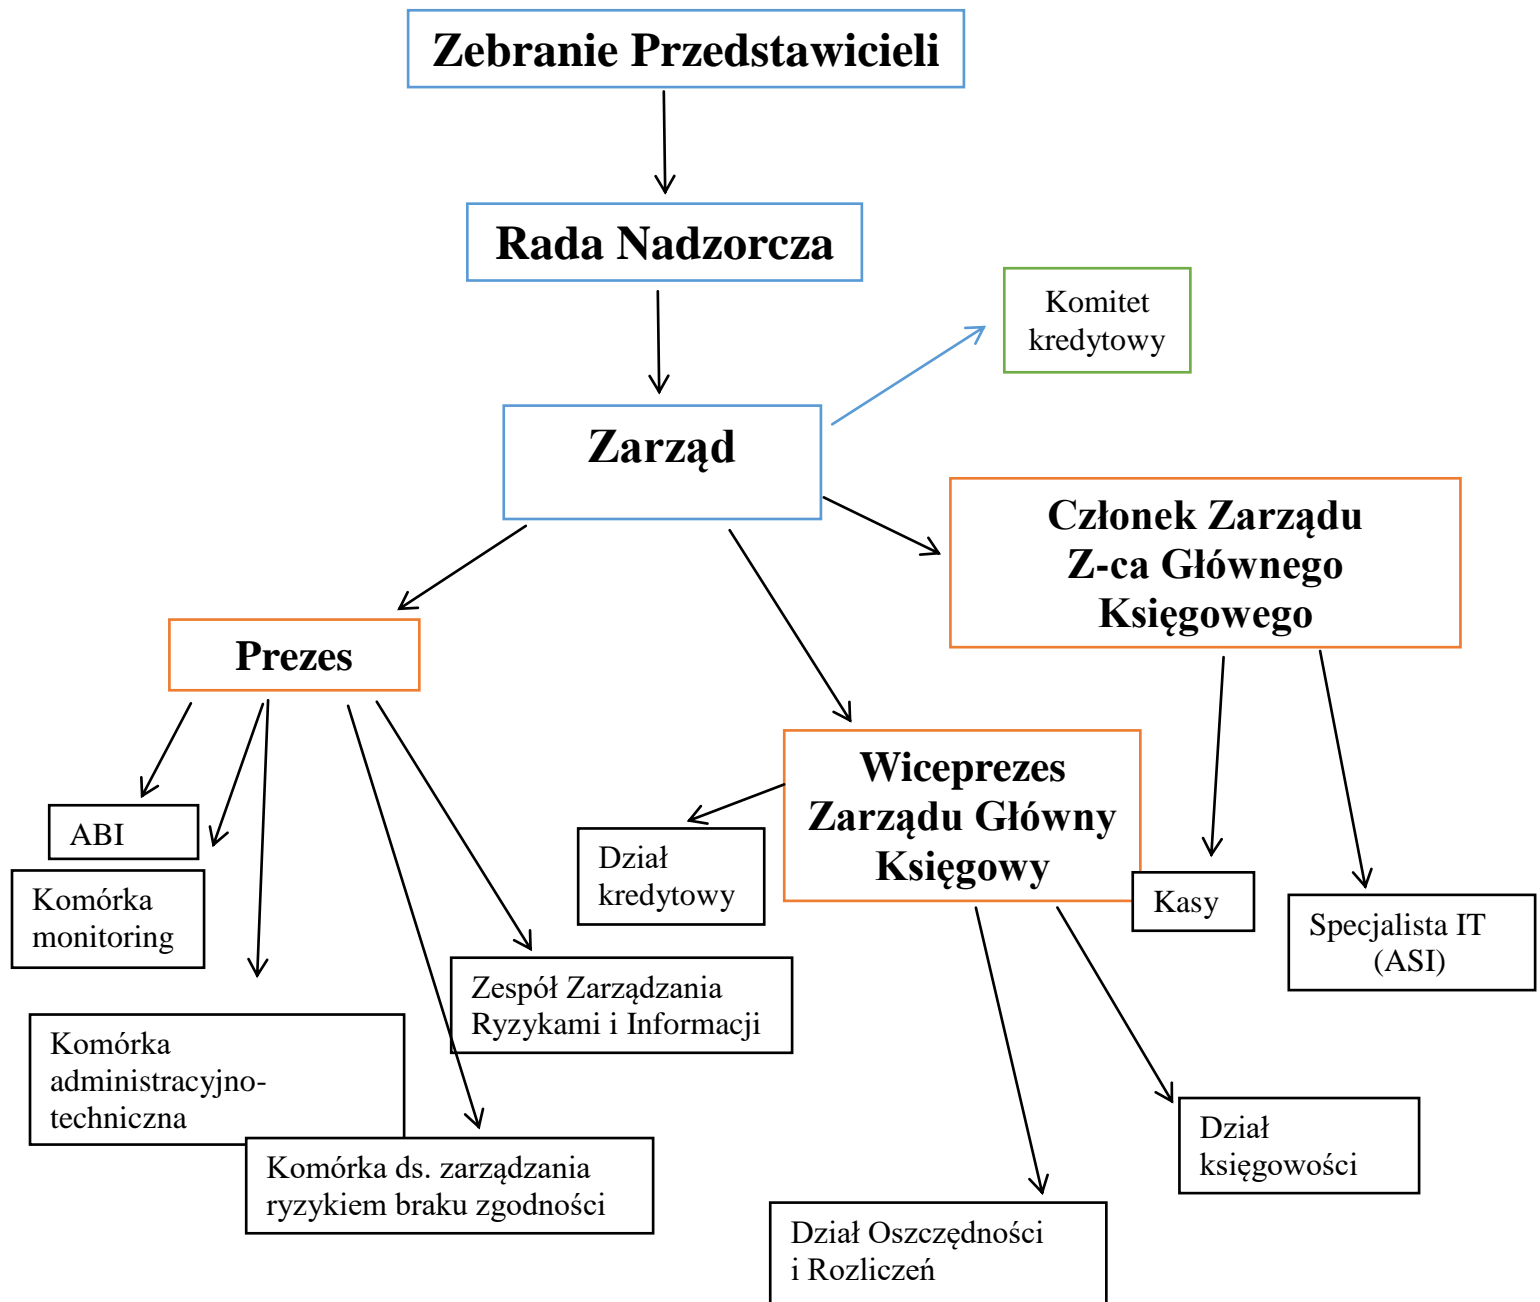 Zebranie Przedstawicieli
Rada Nadzorcza
Komitet
kredytowy
Zarząd
Członek Zarządu
Z-ca Głównego
Księgowego
Prezes
Wiceprezes
Zarządu Główny
Księgowy
ABI
Dział
kredytowy
Komórka
monitoring
Kasy
Specjalista IT
(ASI)
Zespół Zarządzania
Ryzykami i Informacji
Komórka
administracyjno-
techniczna
Komórka ds. zarządzania
ryzykiem braku zgodności
Dział
księgowości
Dział Oszczędności
i Rozliczeń